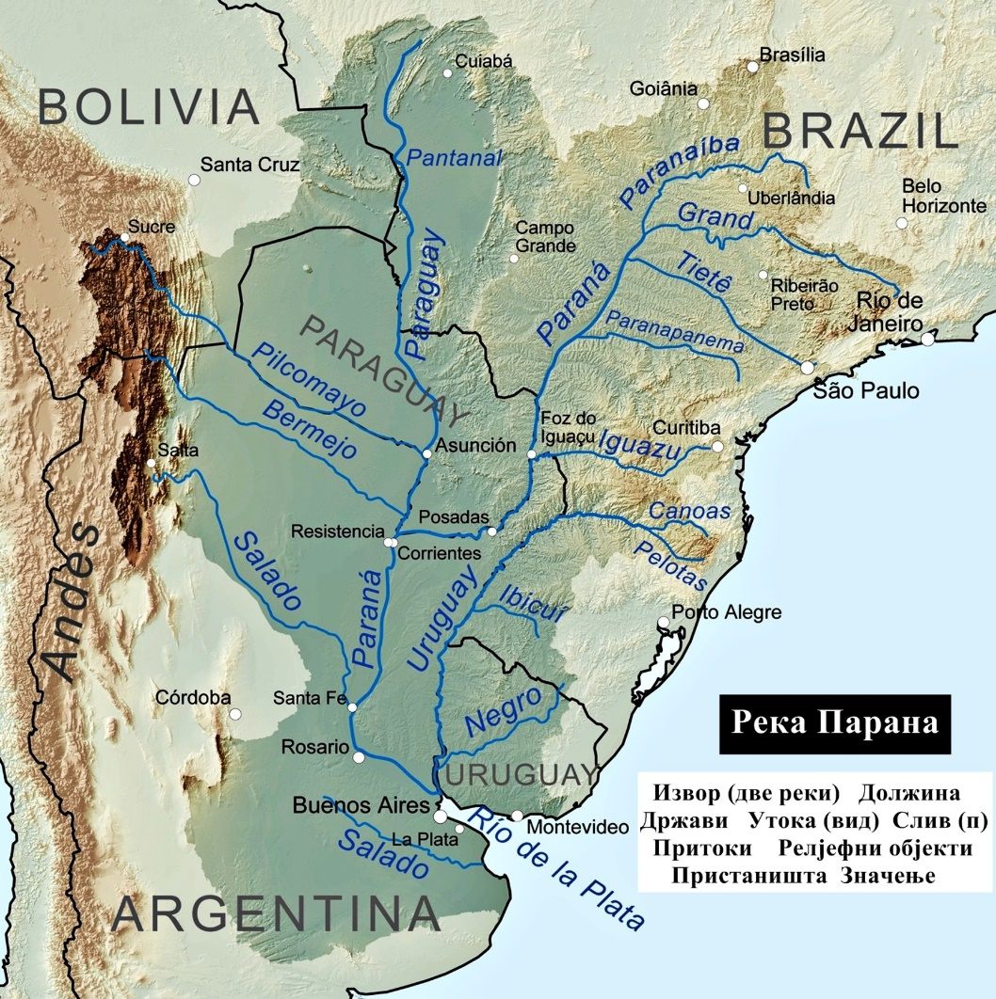 Cuiabá
Brasília
Goiânia
BOLIVIA
BRAZIL
Pantanal
Paranaíba
Santa Cruz
Uberlândia
Belo
Horizonte
Grand
Sucre
Campo
Grande
Paraguay
Tietê
Ribeirão
Preto
Paraná
Rio de
Janeiro
PARAGUAY
Paranapanema
Pilcomayo
São Paulo
Bermejo
Foz do
Iguaçu
Iguazu
Curitiba
Asunción
Salta
Canoas
Posadas
Resistencia
Corrientes
Pelotas
Andes
Salado
Paraná
Uruguay
Ibicuí
Porto Alegre
Córdoba
Santa Fe
Negro
Река Парана
Rosario
URUGUAY
Извор (две реки) Должина
Држави Утока (вид) Слив (п)
Притоки Релјефни објекти
Пристаништа Значење
Buenos Aires
La Plata
Montevideo
Salado
Río de la Plata
ARGENTINA